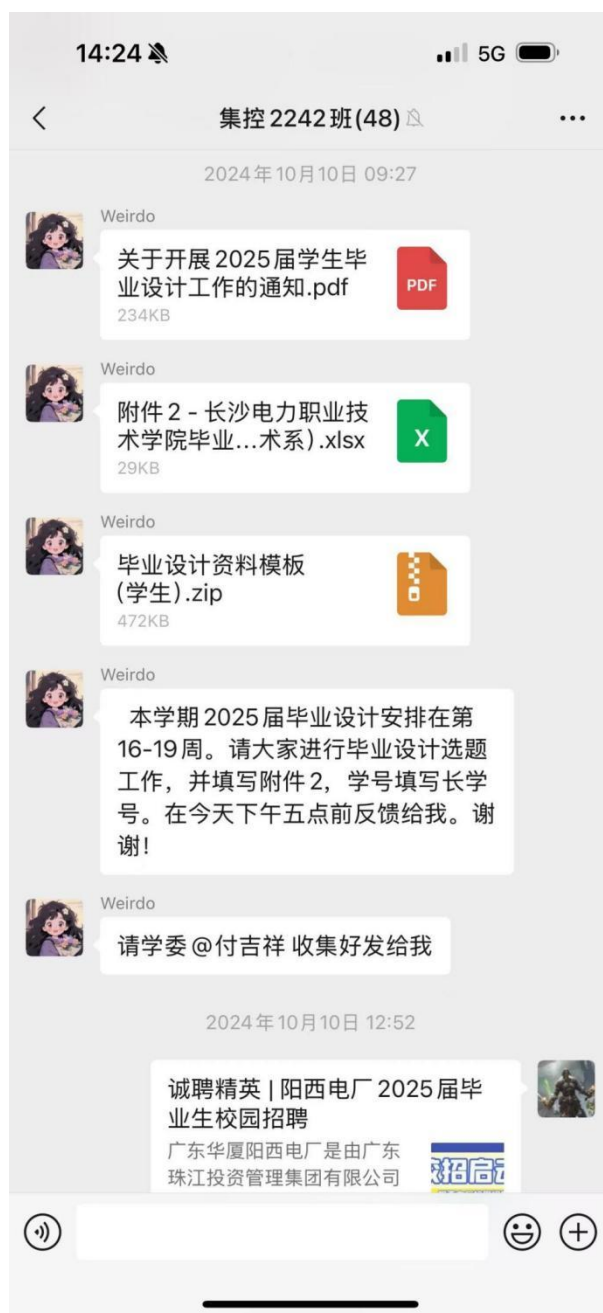 14:24
5G
集控2242班(48)
2024年10月10日 09:27
Weirdo
关于开展2025届学生毕
业设计工作的通知.pdf
PDF
234KB
Weirdo
附件2-长沙电力职业技
术学院毕业...术系).xlsx
X
29KB
Weirdo
毕业设计资料模板
(学生).zip
472KB
Weirdo
本学期2025届毕业设计安排在第
16-19周。请大家进行毕业设计选题
工作，并填写附件2，学号填写长学
号。在今天下午五点前反馈给我。谢
谢！
Weirdo
请学委@付吉祥 收集好发给我
2024年10月10日 12:52
诚聘精英 | 阳西电厂2025届毕
业生校园招聘
广东华厦阳西电厂是由广东
珠江投资管理集团有限公司
校招启动